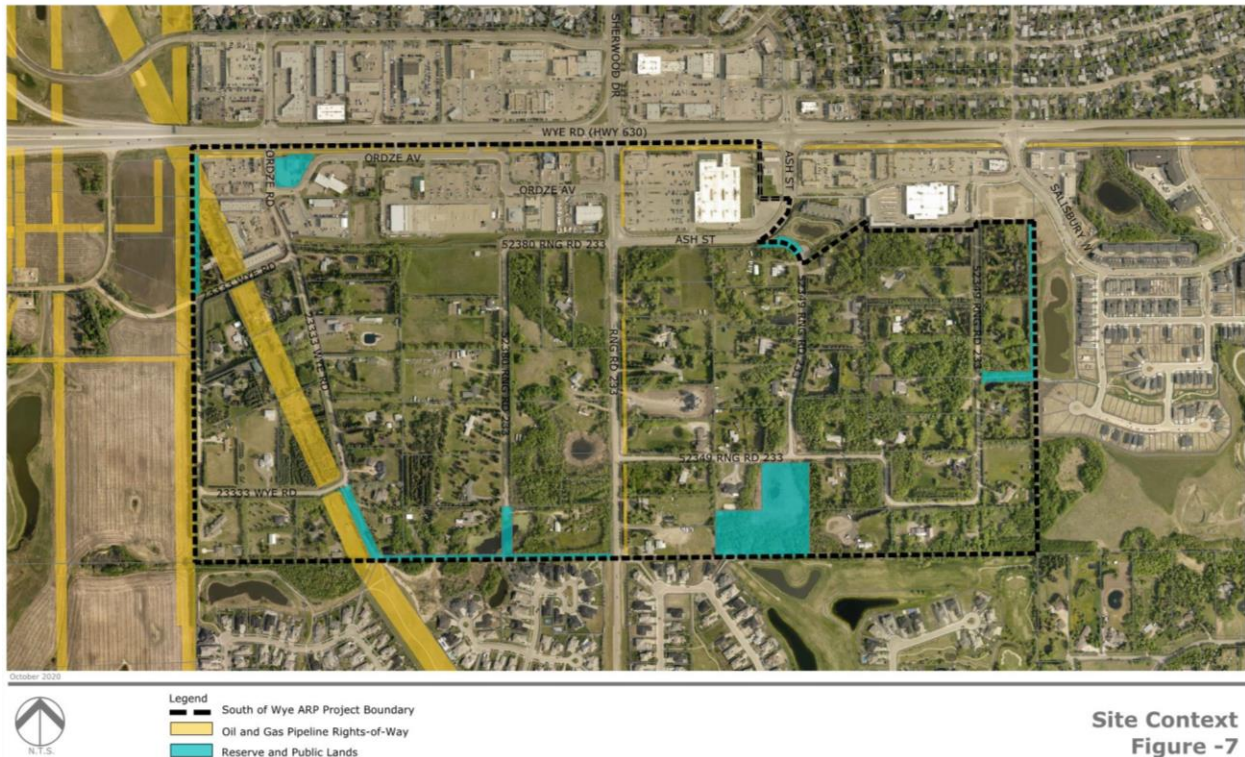 SHERWOOD DR
WYE RD (HWY 630)
ORDZE RD
ORDZE AV
ORDZE AV
ASH ST
SALISBURY W
52380 RNG RD 233
ASH ST
RNG RD 233
52349 RNG RD 233
23333 WYE RD
October 2020
N.T.S.
Legend
South of Wye ARP Project Boundary
Oil and Gas Pipeline Rights-of-Way
Reserve and Public Lands
Site Context
Figure -7